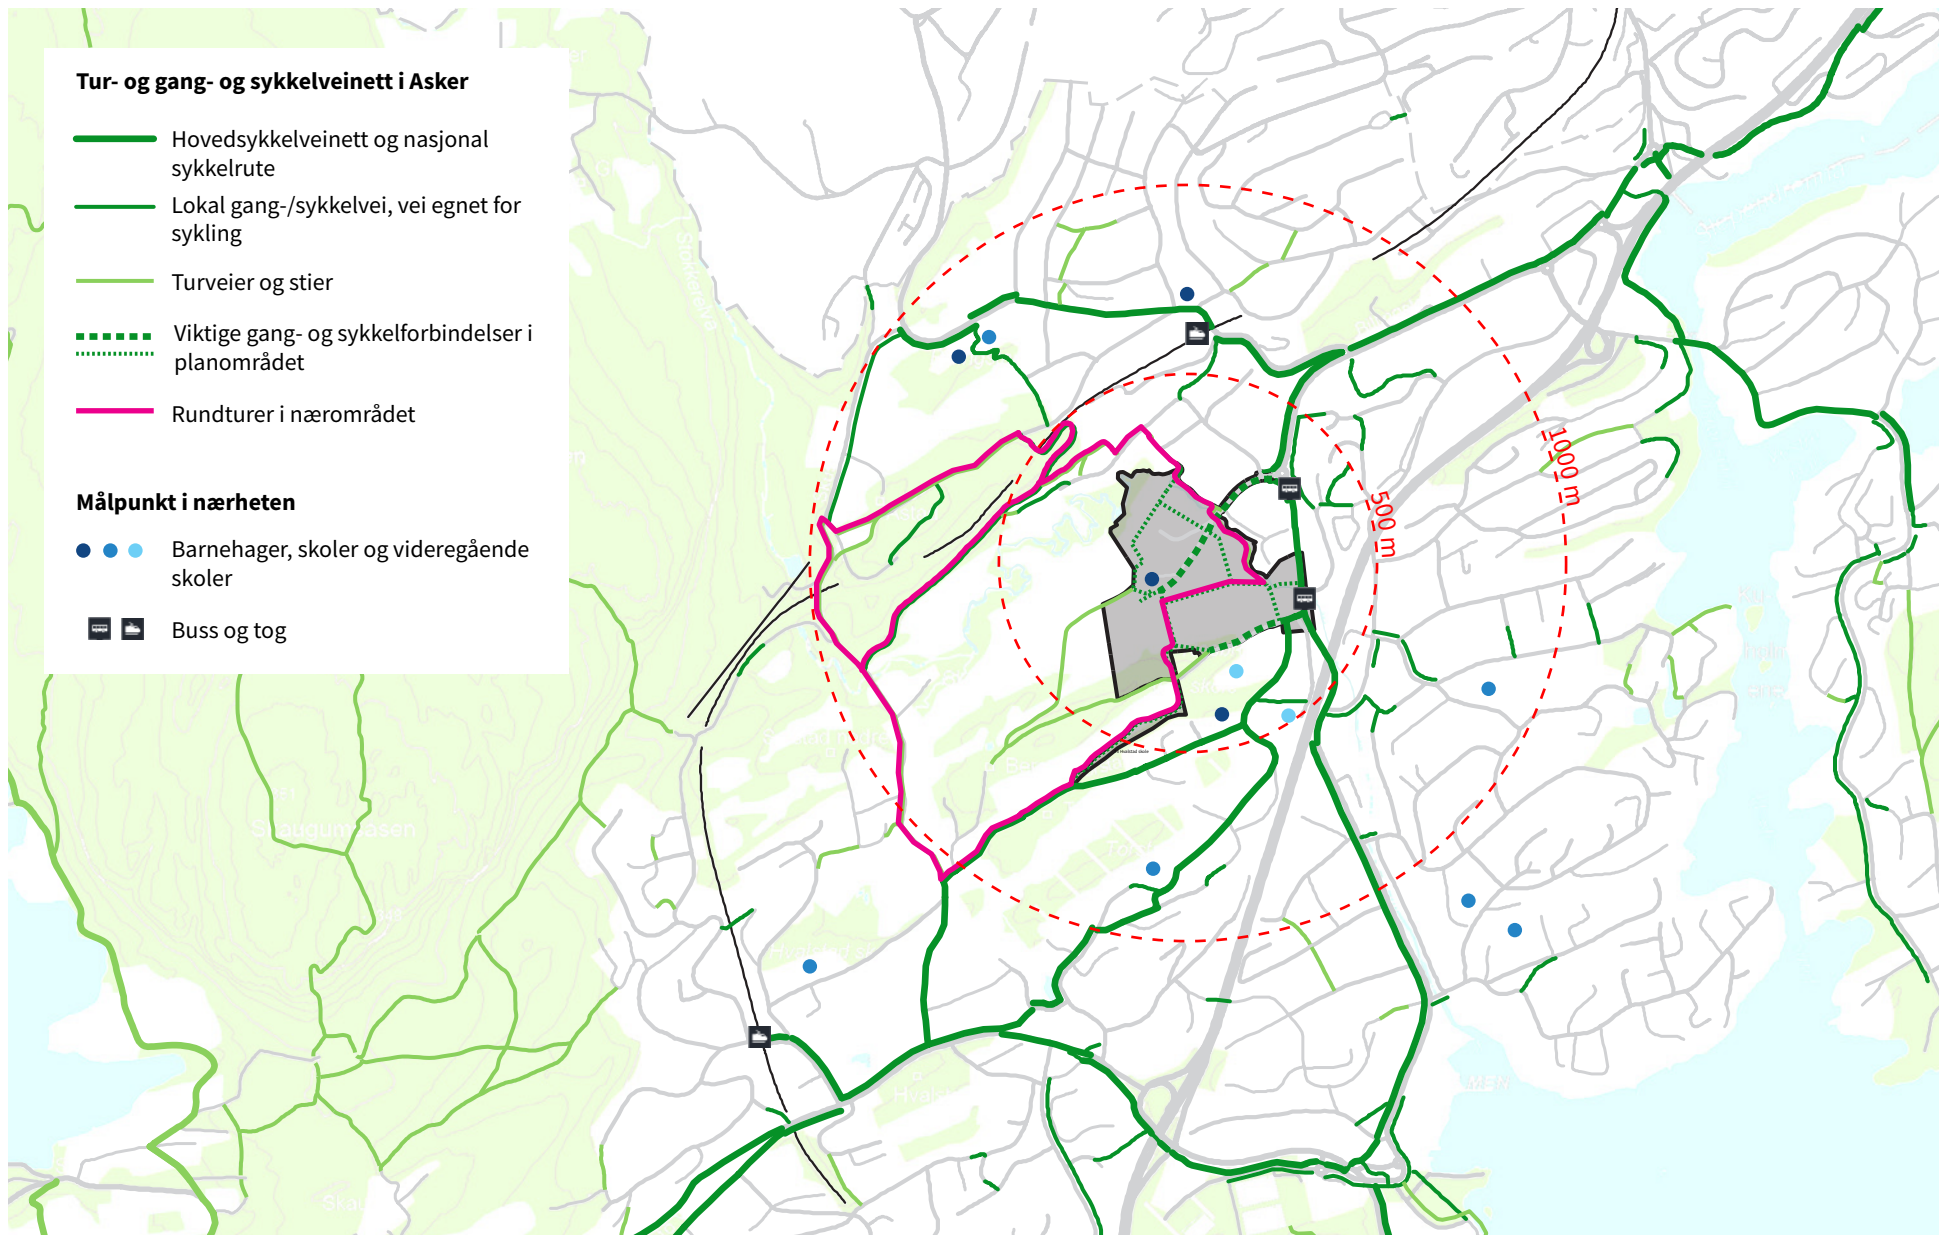 Tur- og gang- og sykkelveinett i Asker
Hovedsykkelveinett og nasjonal
sykkelrute
Lokal gang-/sykkelvei, vei egnet for
sykling
Turveier og stier
Viktige gang- og sykkelforbindelser i
planområdet
Rundturer i nærområdet
Målpunkt i nærheten
Barnehager, skoler og videregående
skoler
Buss og tog
1000 m
500 m